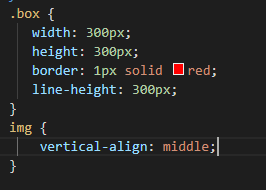 .box {
    width: 300px;
    height: 300px;
    border: 1px solid red;
    line-height: 300px;
}
img {
    vertical-align: middle;
}